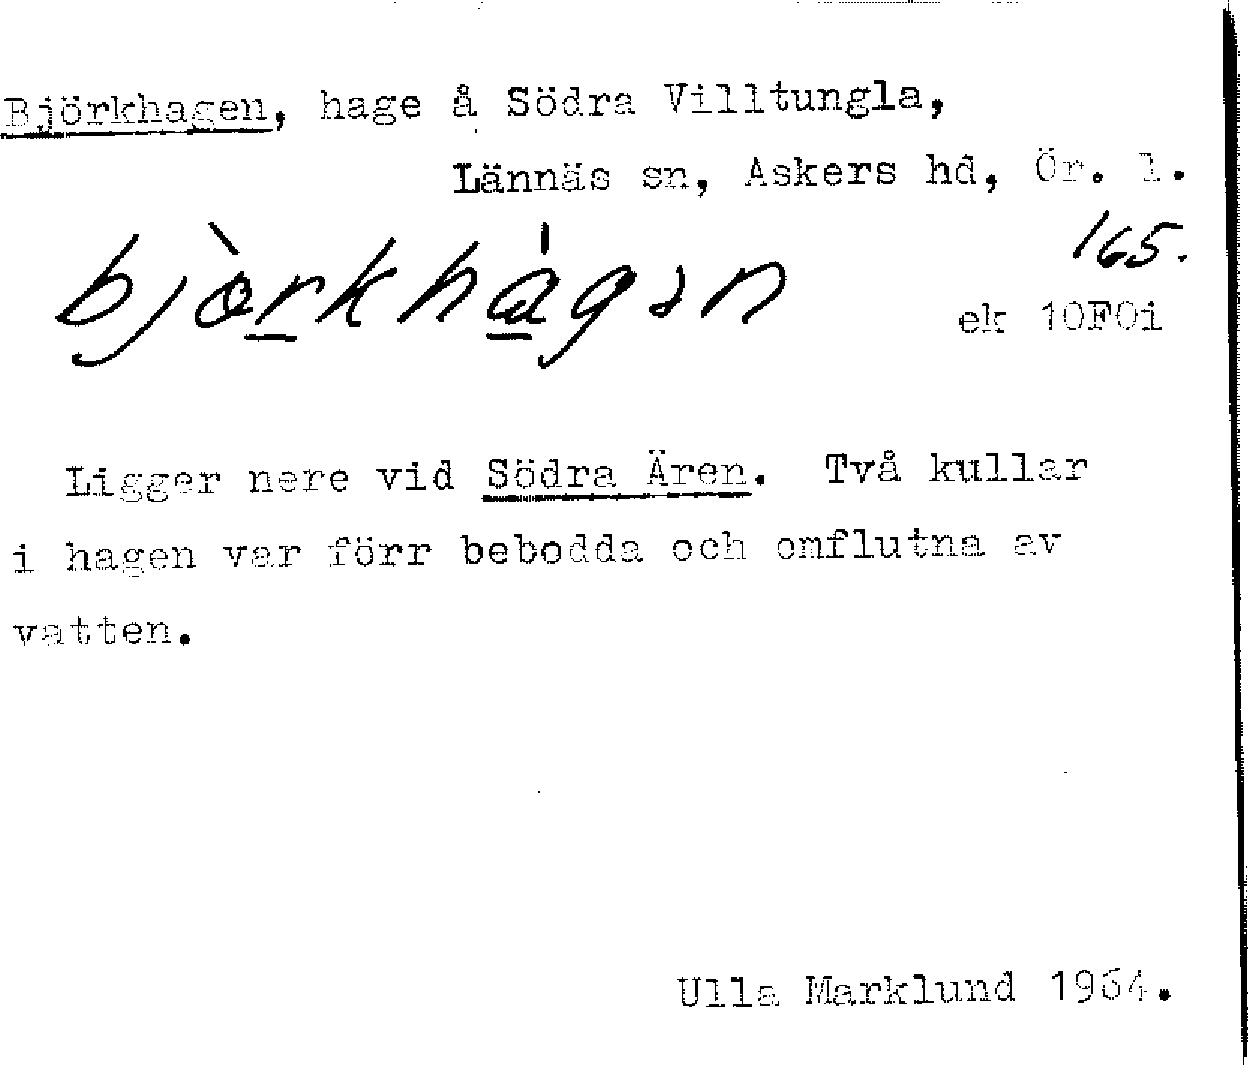 Björkhagen, hage å Södra Villtungla,
Lännäs sn, Askers hd, Ör. l.
165.
bjòrkhágən
ek 10F0i
Ligger nere vid Södra Ären. Två kullar
i hagen var förr bebodda och omflutna av
vatten.
Ulla Marklund 1964.